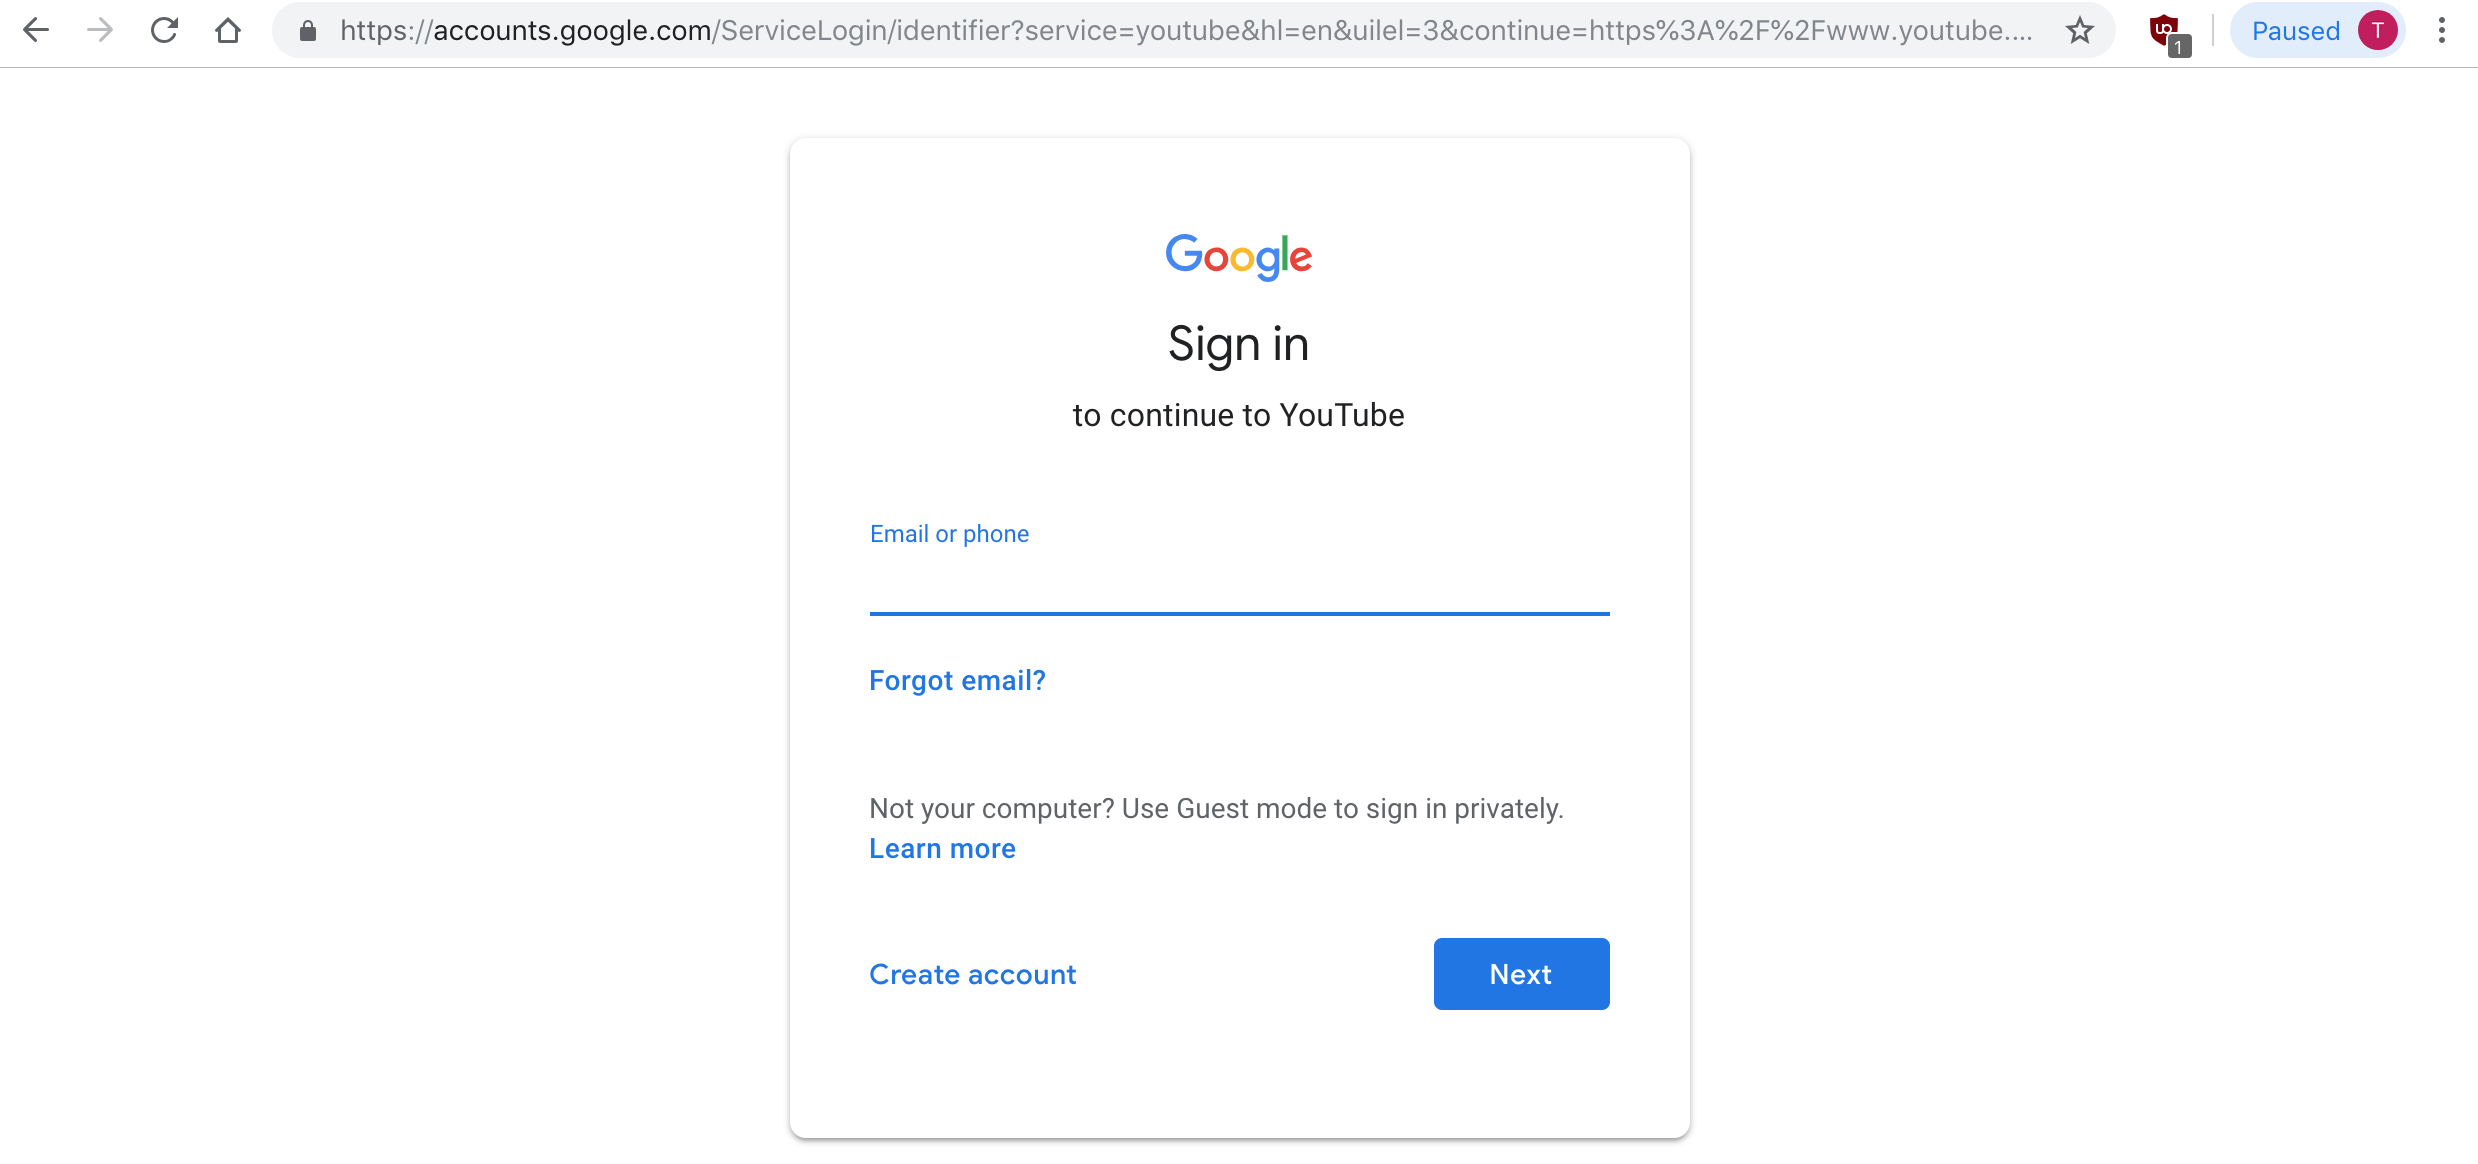 https://accounts.google.com/ServiceLogin/identifier?service=youtube&hl=en&uilel=3&continue=https%3A%2F%2Fwww.youtube.... uo 1 Paused T
Google
Sign in
to continue to YouTube
Email or phone
Forgot email?
Not your computer? Use Guest mode to sign in privately.
Learn more
Create account Next